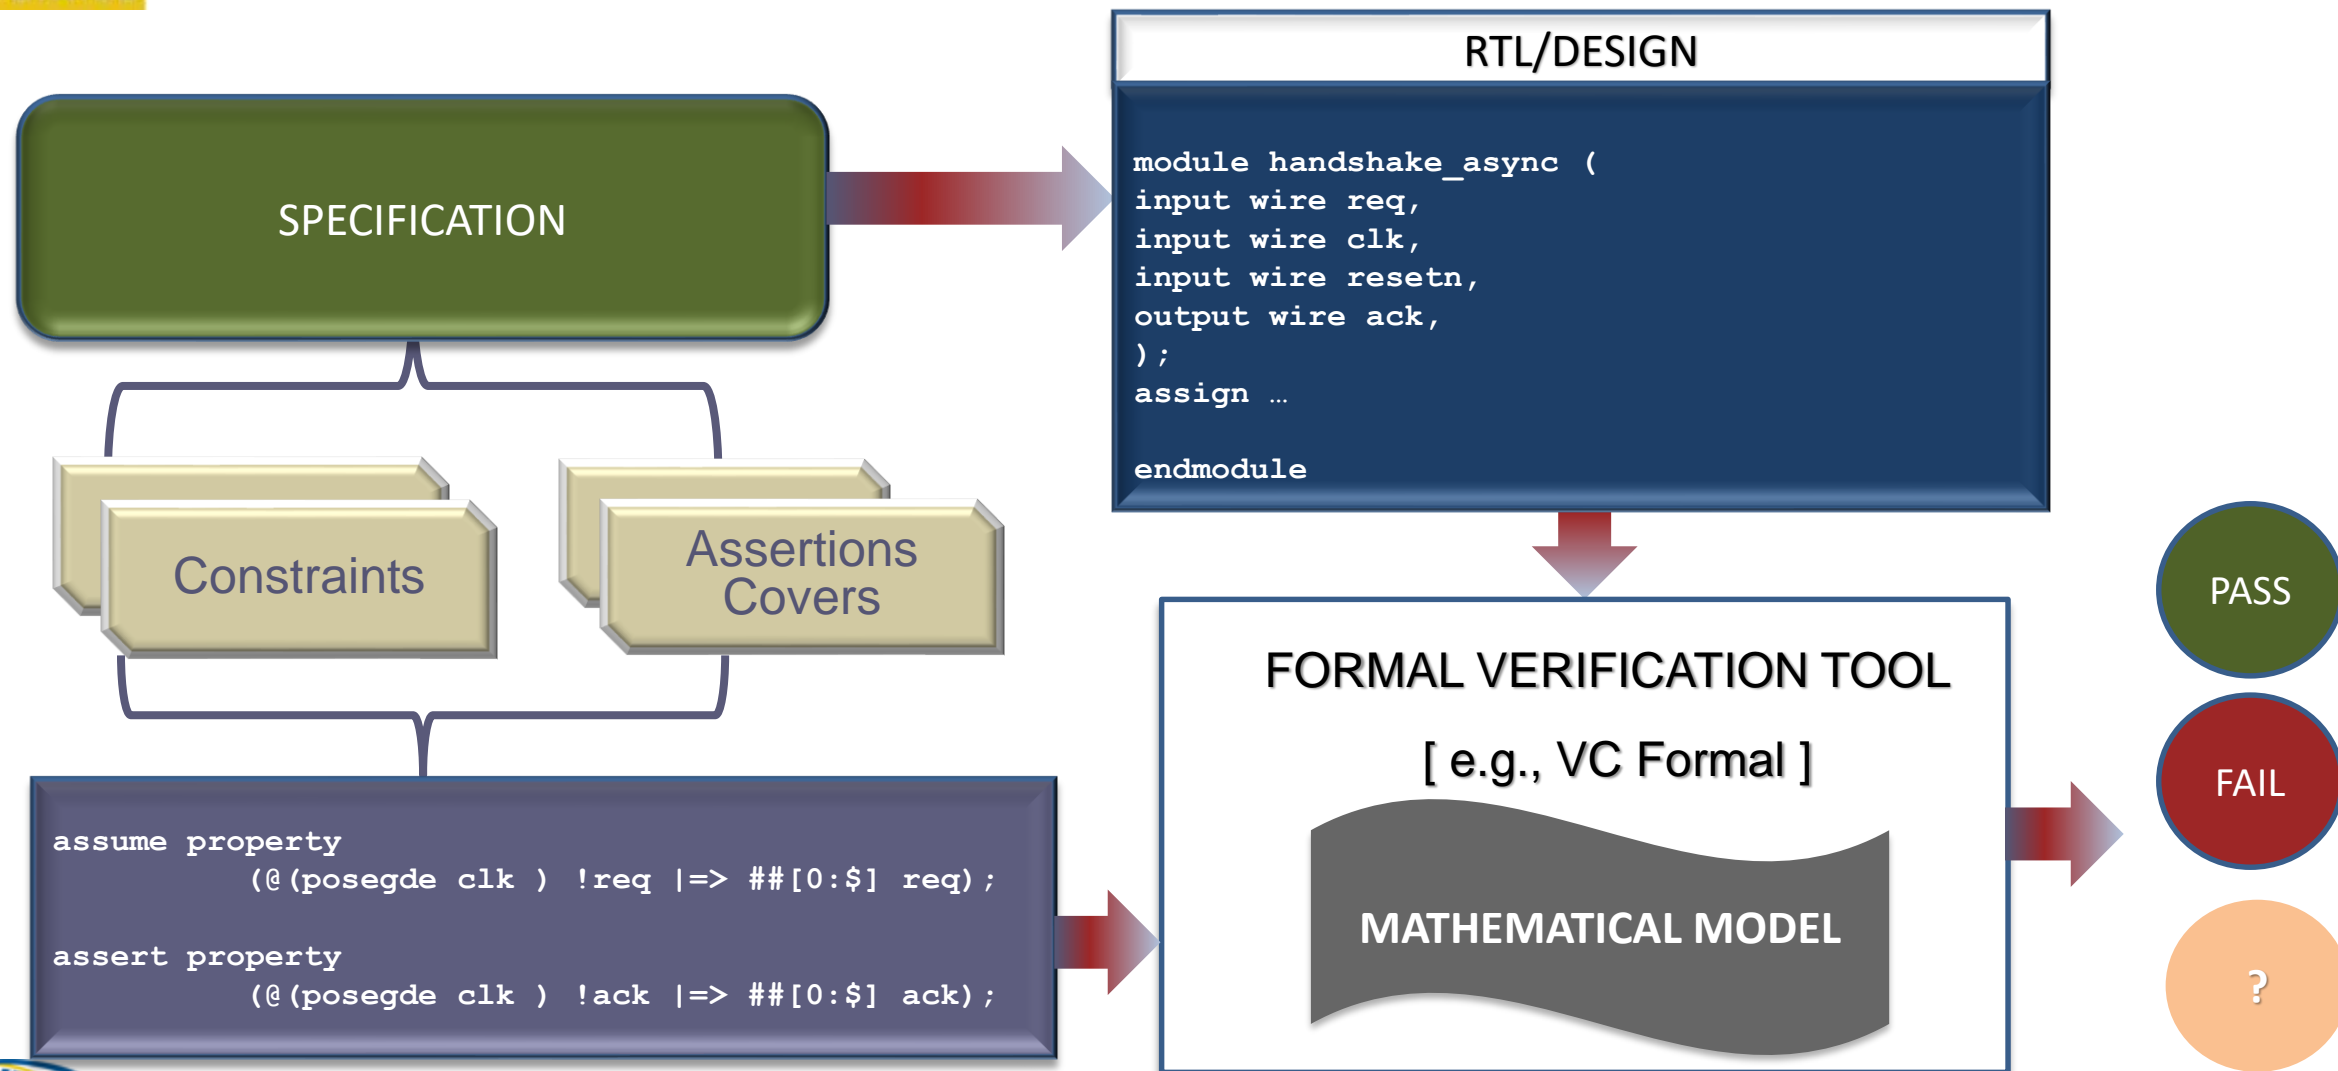 RTL/DESIGN
SPECIFICATION
module handshake_async (
input wire req,
input wire clk,
input wire resetn,
output wire ack,
);
assign …
endmodule
Constraints
Assertions
Covers
assume property
(@(posegde clk ) !req |=> ##[0:$] req);
assert property
(@(posegde clk ) !ack |=> ##[0:$] ack);
FORMAL VERIFICATION TOOL
[ e.g., VC Formal ]
MATHEMATICAL MODEL
PASS
FAIL
?